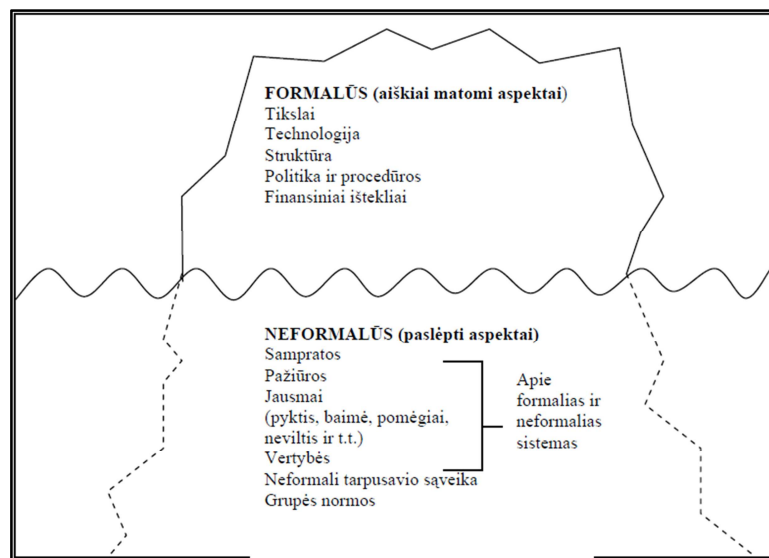 FORMALŪS (aiškiai matomi aspektai)
Tikslai
Technologija
Struktūra
Politika ir procedūros
Finansiniai ištekliai
NEFORMALŪS (paslėpti aspektai)
Sampratos
Pažiūros
Jausmai
(pyktis, baimė, pomėgiai,
neviltis ir t.t.)
Vertybės
Neformali tarpusavio sąveika
Grupės normos
Apie
formalias ir
neformalias
sistemas